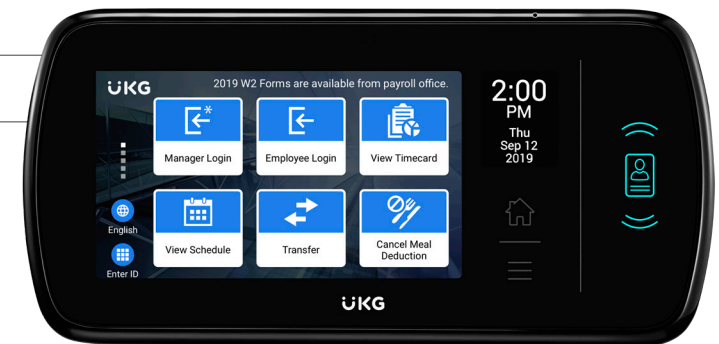 UKG
2019 W2 Forms are available from payroll office.
Manager Login
Employee Login
View Timecard
English
Enter ID
View Schedule
Transfer
Cancel Meal
Deduction
2:00
PM
Thu
Sep 12
2019
UKG